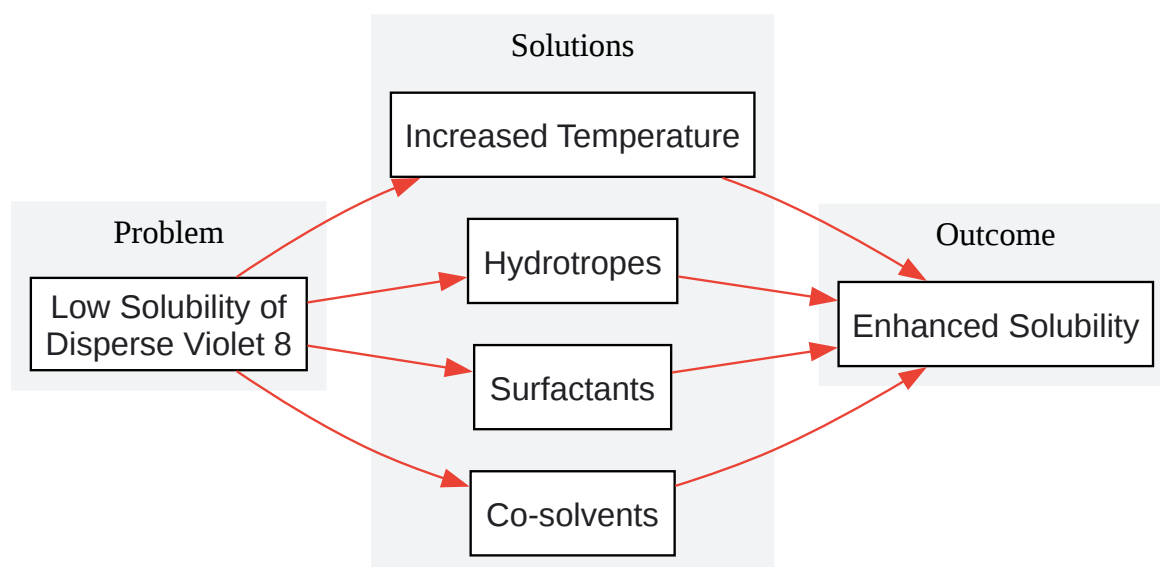 Solutions
Increased Temperature
Problem
Low Solubility of
Disperse Violet 8
Hydrotropes
Surfactants
Co-solvents
Outcome
Enhanced Solubility